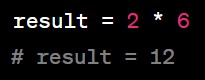 result = 2 * 6
# result = 12